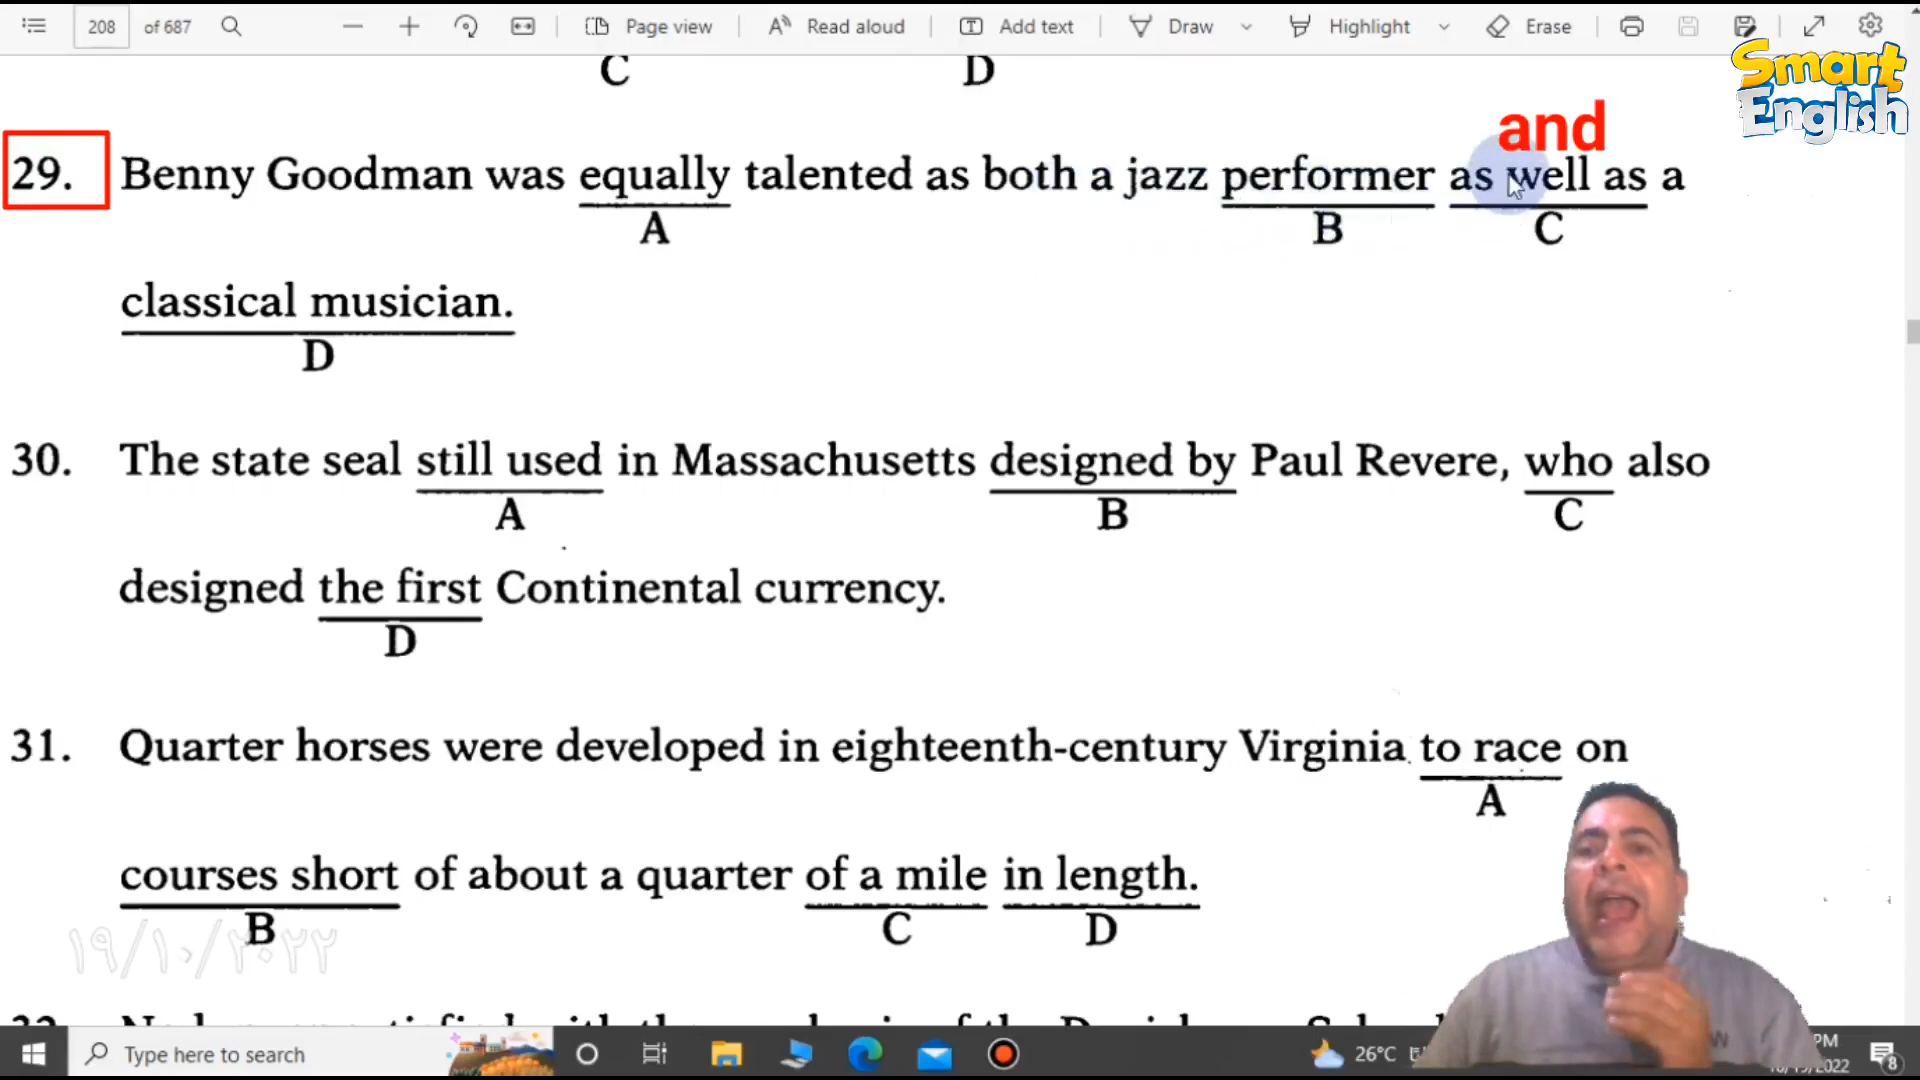 208 of 687 Page view Read aloud Add text Draw Highlight Erase
Smart
English
C D
and
29. Benny Goodman was equally talented as both a jazz performer as well as a
A B C
classical musician.
D
30. The state seal still used in Massachusetts designed by Paul Revere, who also
A B C
designed the first Continental currency.
D
31. Quarter horses were developed in eighteenth-century Virginia to race on
A
courses short of about a quarter of a mile in length.
B C D
١٩/١٠/٢٠٢٢
Type here to search 26°C PM
8